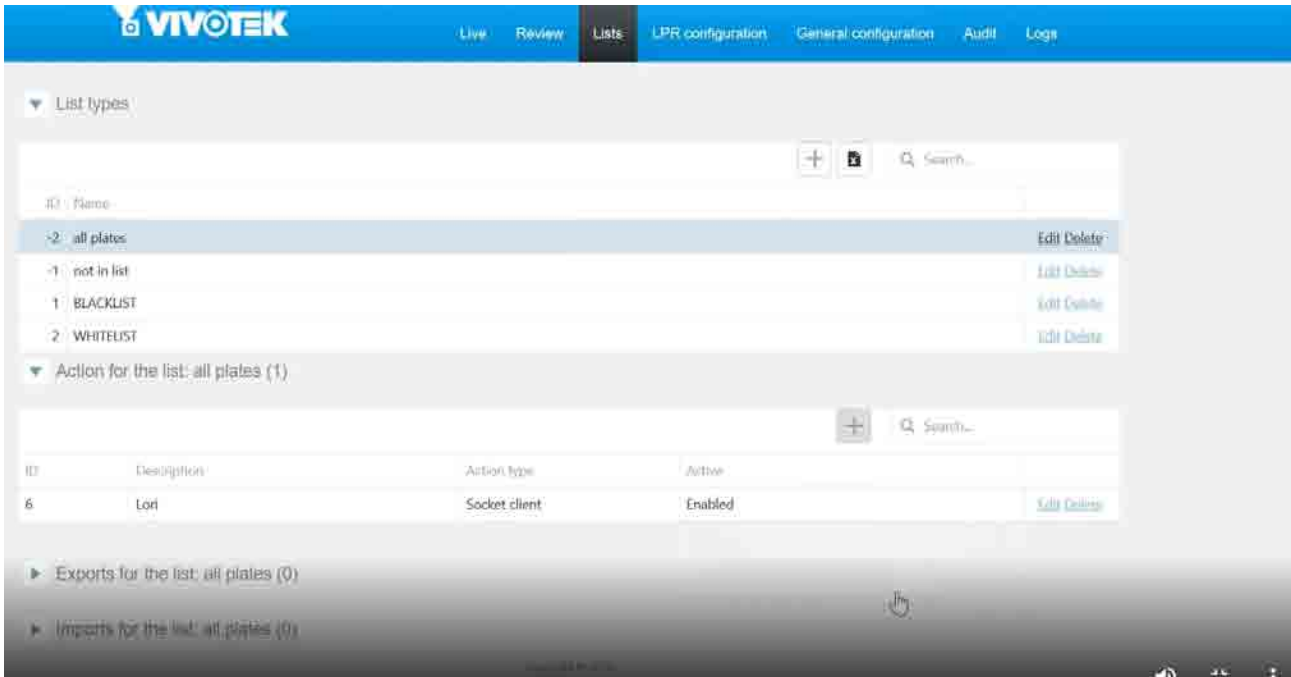 VIVOTEK
Live Review Lists LPR configuration General configuration Audit Logs
List types
Search...
ID Name
-2 all plates Edit Delete
-1 not in list Edit Delete
1 BLACKLIST Edit Delete
2 WHITELIST Edit Delete
Action for the list: all plates (1)
Search...
ID Description Action type Active
6 Lori Socket client Enabled Edit Delete
Exports for the list: all plates (0)
Imports for the list: all plates (0)